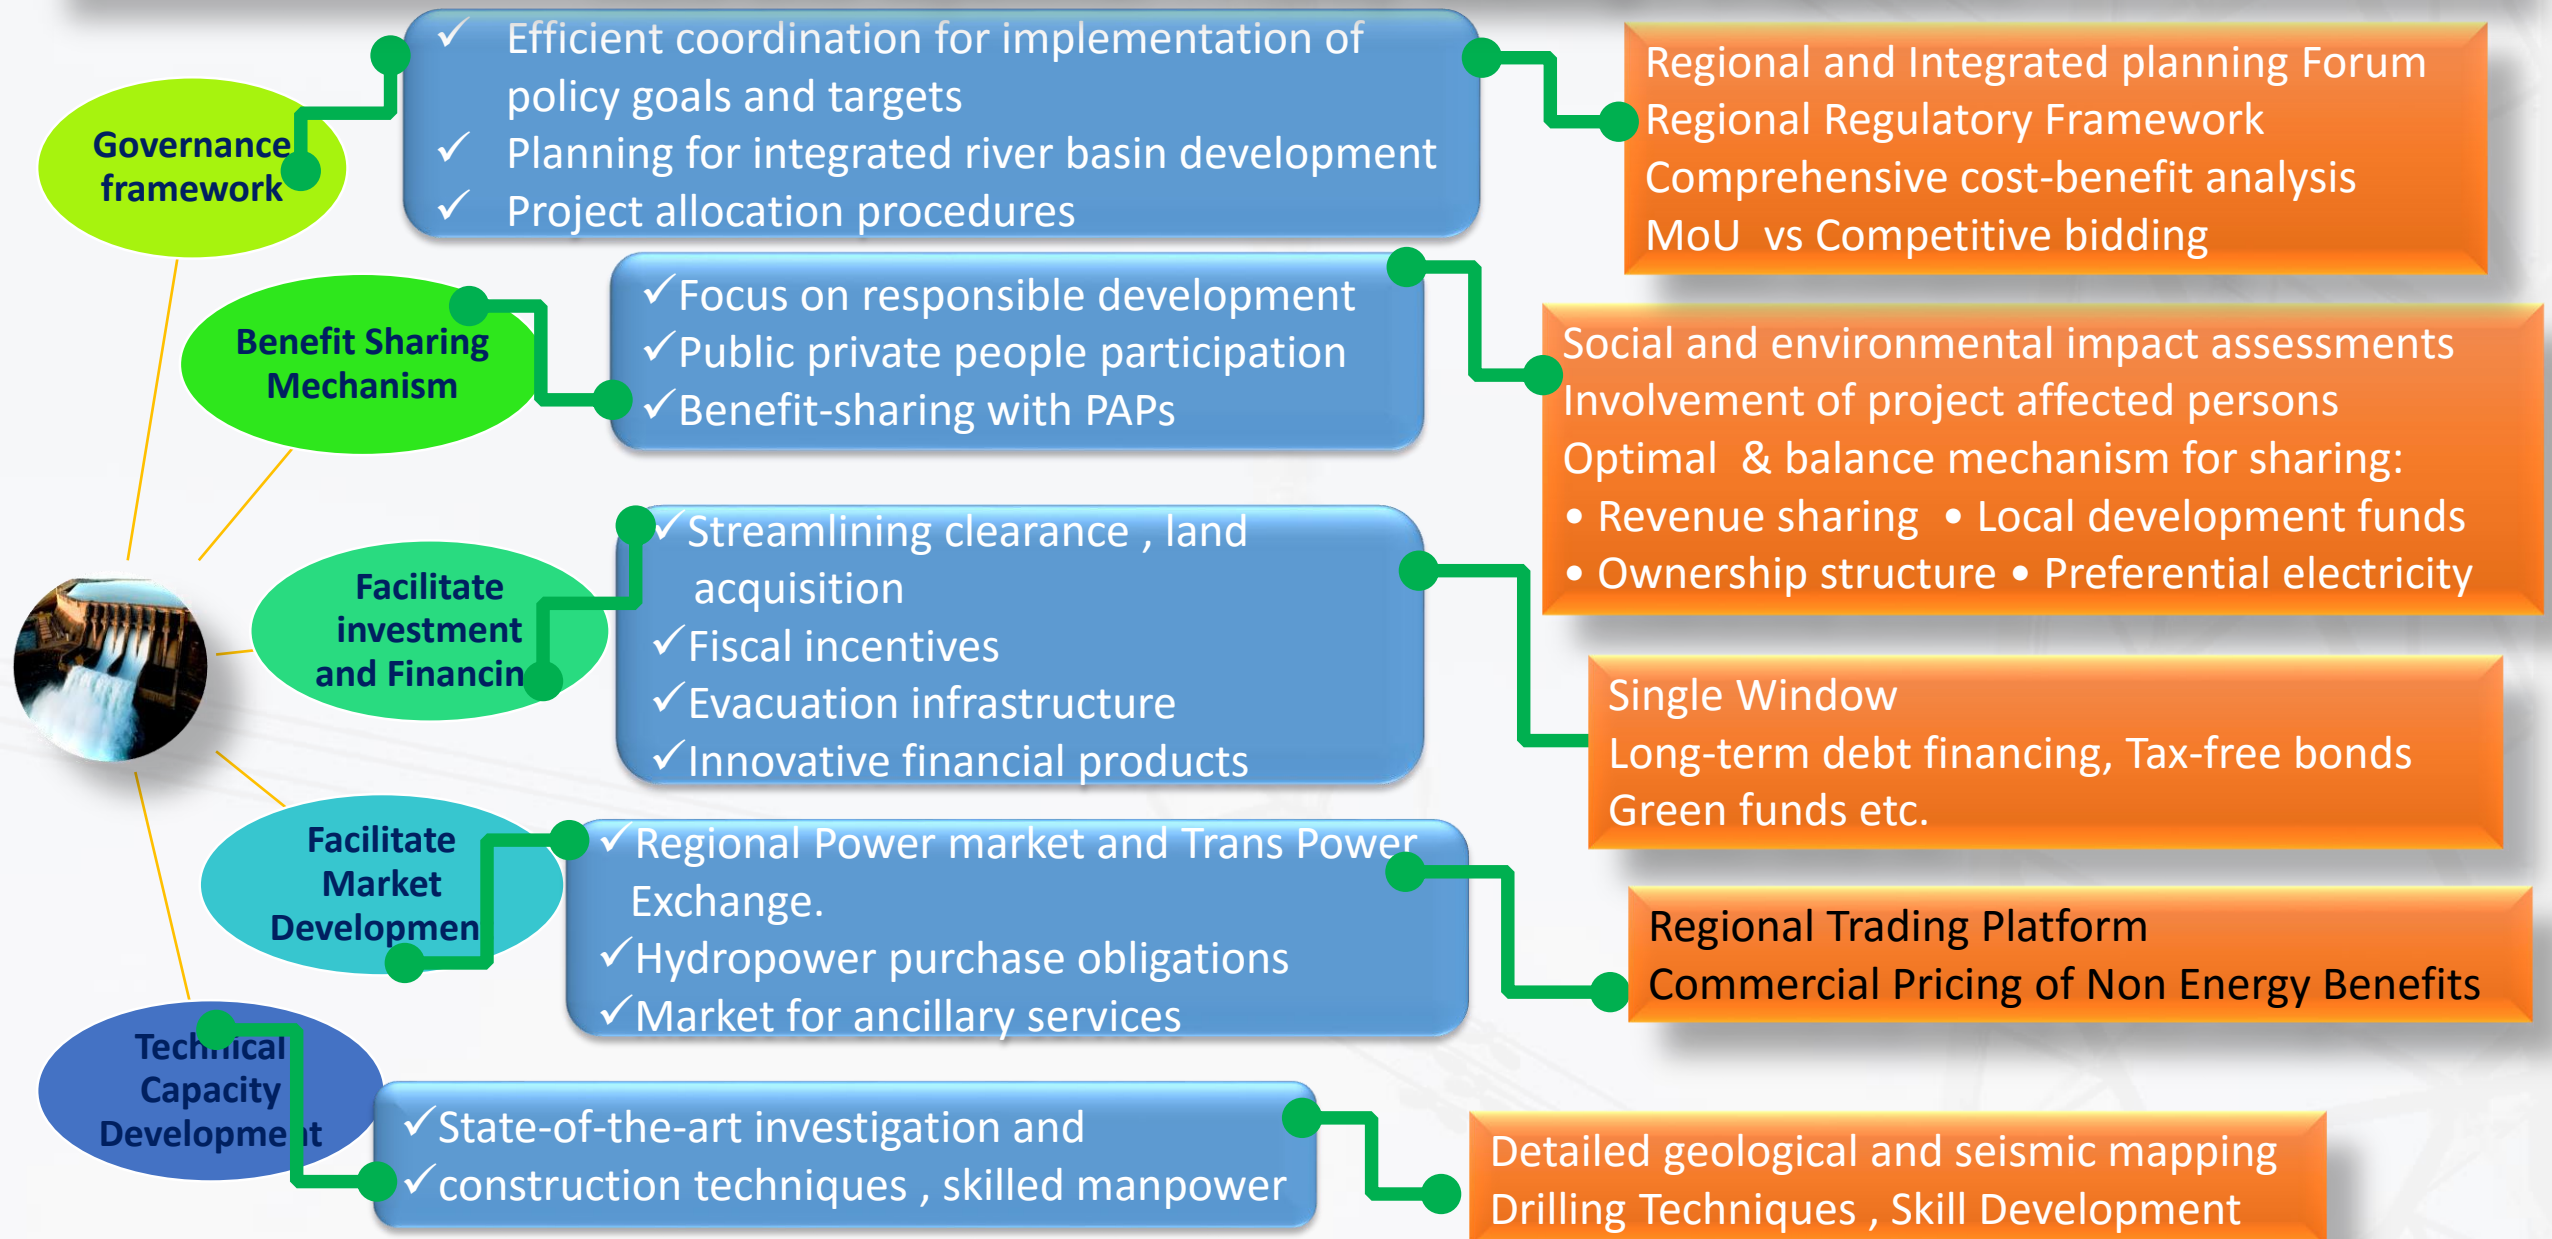 Governance
framework
✓ Efficient coordination for implementation of
policy goals and targets
✓ Planning for integrated river basin development
✓ Project allocation procedures
Regional and Integrated planning Forum
Regional Regulatory Framework
Comprehensive cost-benefit analysis
MoU vs Competitive bidding
Benefit Sharing
Mechanism
✓Focus on responsible development
✓Public private people participation
✓Benefit-sharing with PAPs
Social and environmental impact assessments
Involvement of project affected persons
Optimal & balance mechanism for sharing:
• Revenue sharing • Local development funds
• Ownership structure • Preferential electricity
Facilitate
investment
and Financin
✓Streamlining clearance , land
acquisition
✓Fiscal incentives
✓Evacuation infrastructure
✓Innovative financial products
Single Window
Long-term debt financing, Tax-free bonds
Green funds etc.
Facilitate
Market
Developmen
✓Regional Power market and Trans Power
Exchange.
✓Hydropower purchase obligations
✓Market for ancillary services
Regional Trading Platform
Commercial Pricing of Non Energy Benefits
Technical
Capacity
Development
✓State-of-the-art investigation and
✓construction techniques , skilled manpower
Detailed geological and seismic mapping
Drilling Techniques , Skill Development